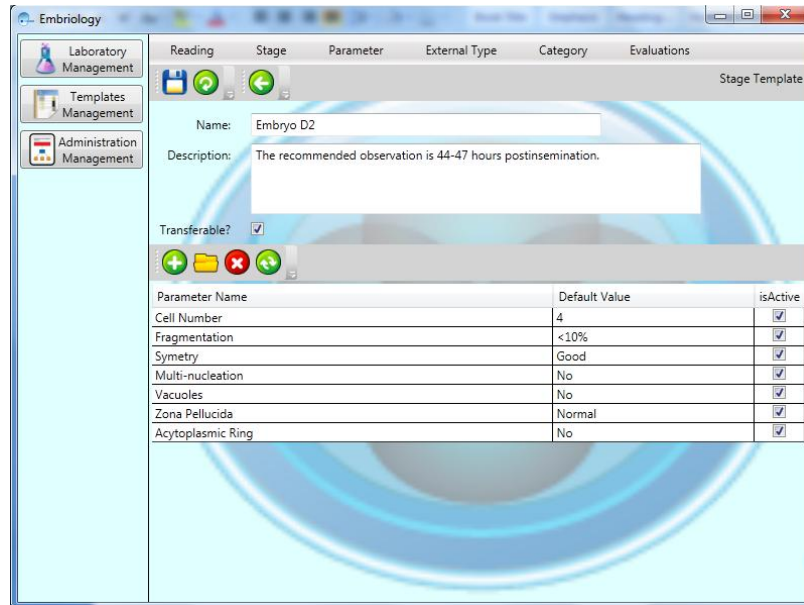 Embriology
Laboratory
Management
Templates
Management
Administration
Management
Reading Stage Parameter External Type Category Evaluations
Stage Template
Name: Embryo D2
Description: The recommended observation is 44-47 hours postinsemination.
Transferable?
Parameter Name Default Value isActive
Cell Number 4
Fragmentation <10%
Symetry Good
Multi-nucleation No
Vacuoles No
Zona Pellucida Normal
Acytoplasmic Ring No